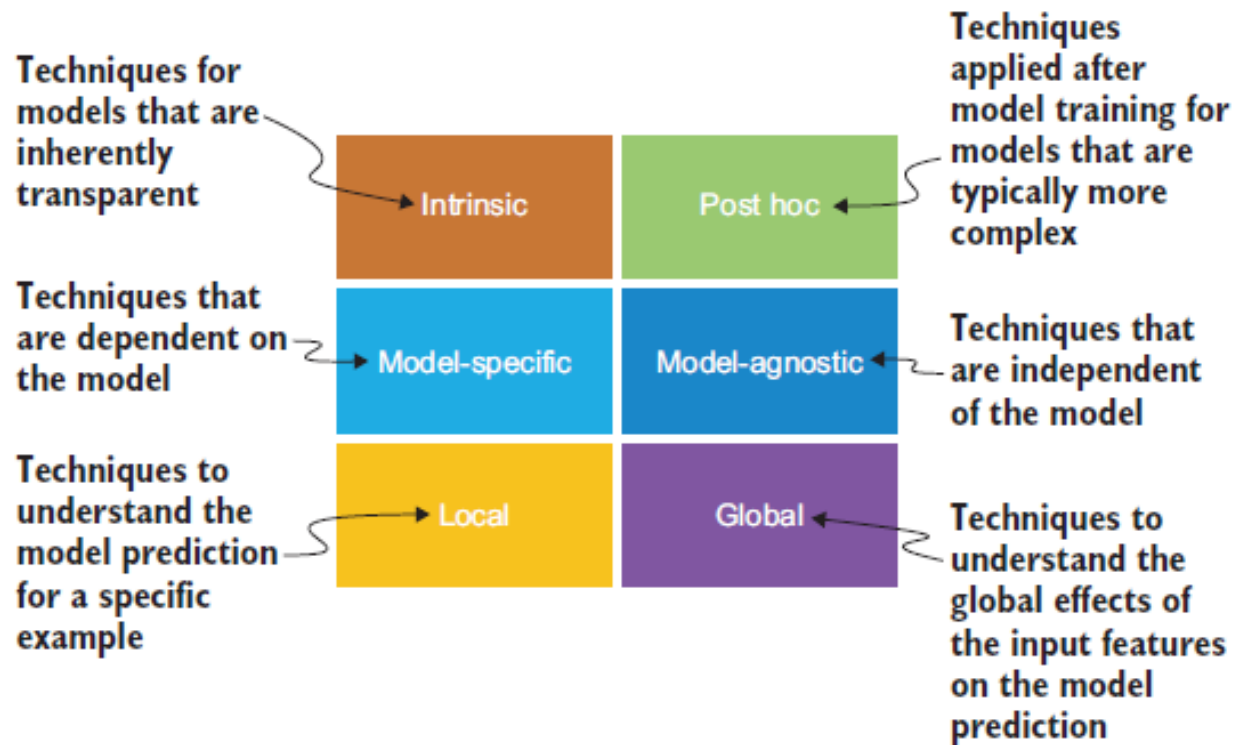 Techniques for
models that are
inherently
transparent
Techniques
applied after
model training for
models that are
typically more
complex
Intrinsic
Post hoc
Techniques that
are dependent on
the model
Model-specific
Model-agnostic
Techniques that
are independent
of the model
Techniques to
understand the
model prediction
for a specific
example
Local
Global
Techniques to
understand the
global effects of
the input features
on the model
prediction